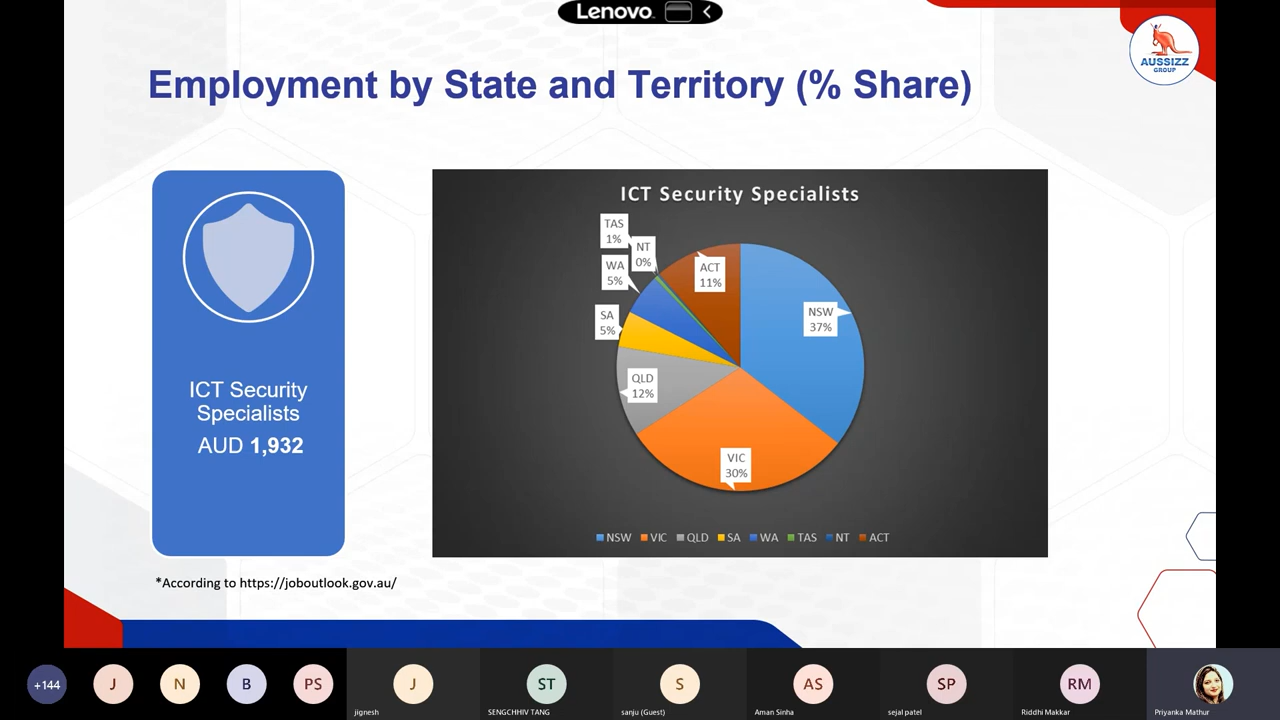 Lenovo
AUSSIZZ
GROUP
Employment by State and Territory (% Share)
ICT Security
Specialists
AUD 1,932
ICT Security Specialists
TAS
1%
NT
0%
WA
5%
ACT
11%
SA
5%
NSW
37%
QLD
12%
VIC
30%
NSW VIC QLD SA WA TAS NT ACT
*According to https://joboutlook.gov.au/
+144
J
N
B
PS
J
jignesh
ST
SENGCHHIV TANG
S
sanju (Guest)
AS
Aman Sinha
SP
sejal patel
RM
Riddhi Makkar
Priyanka Mathur